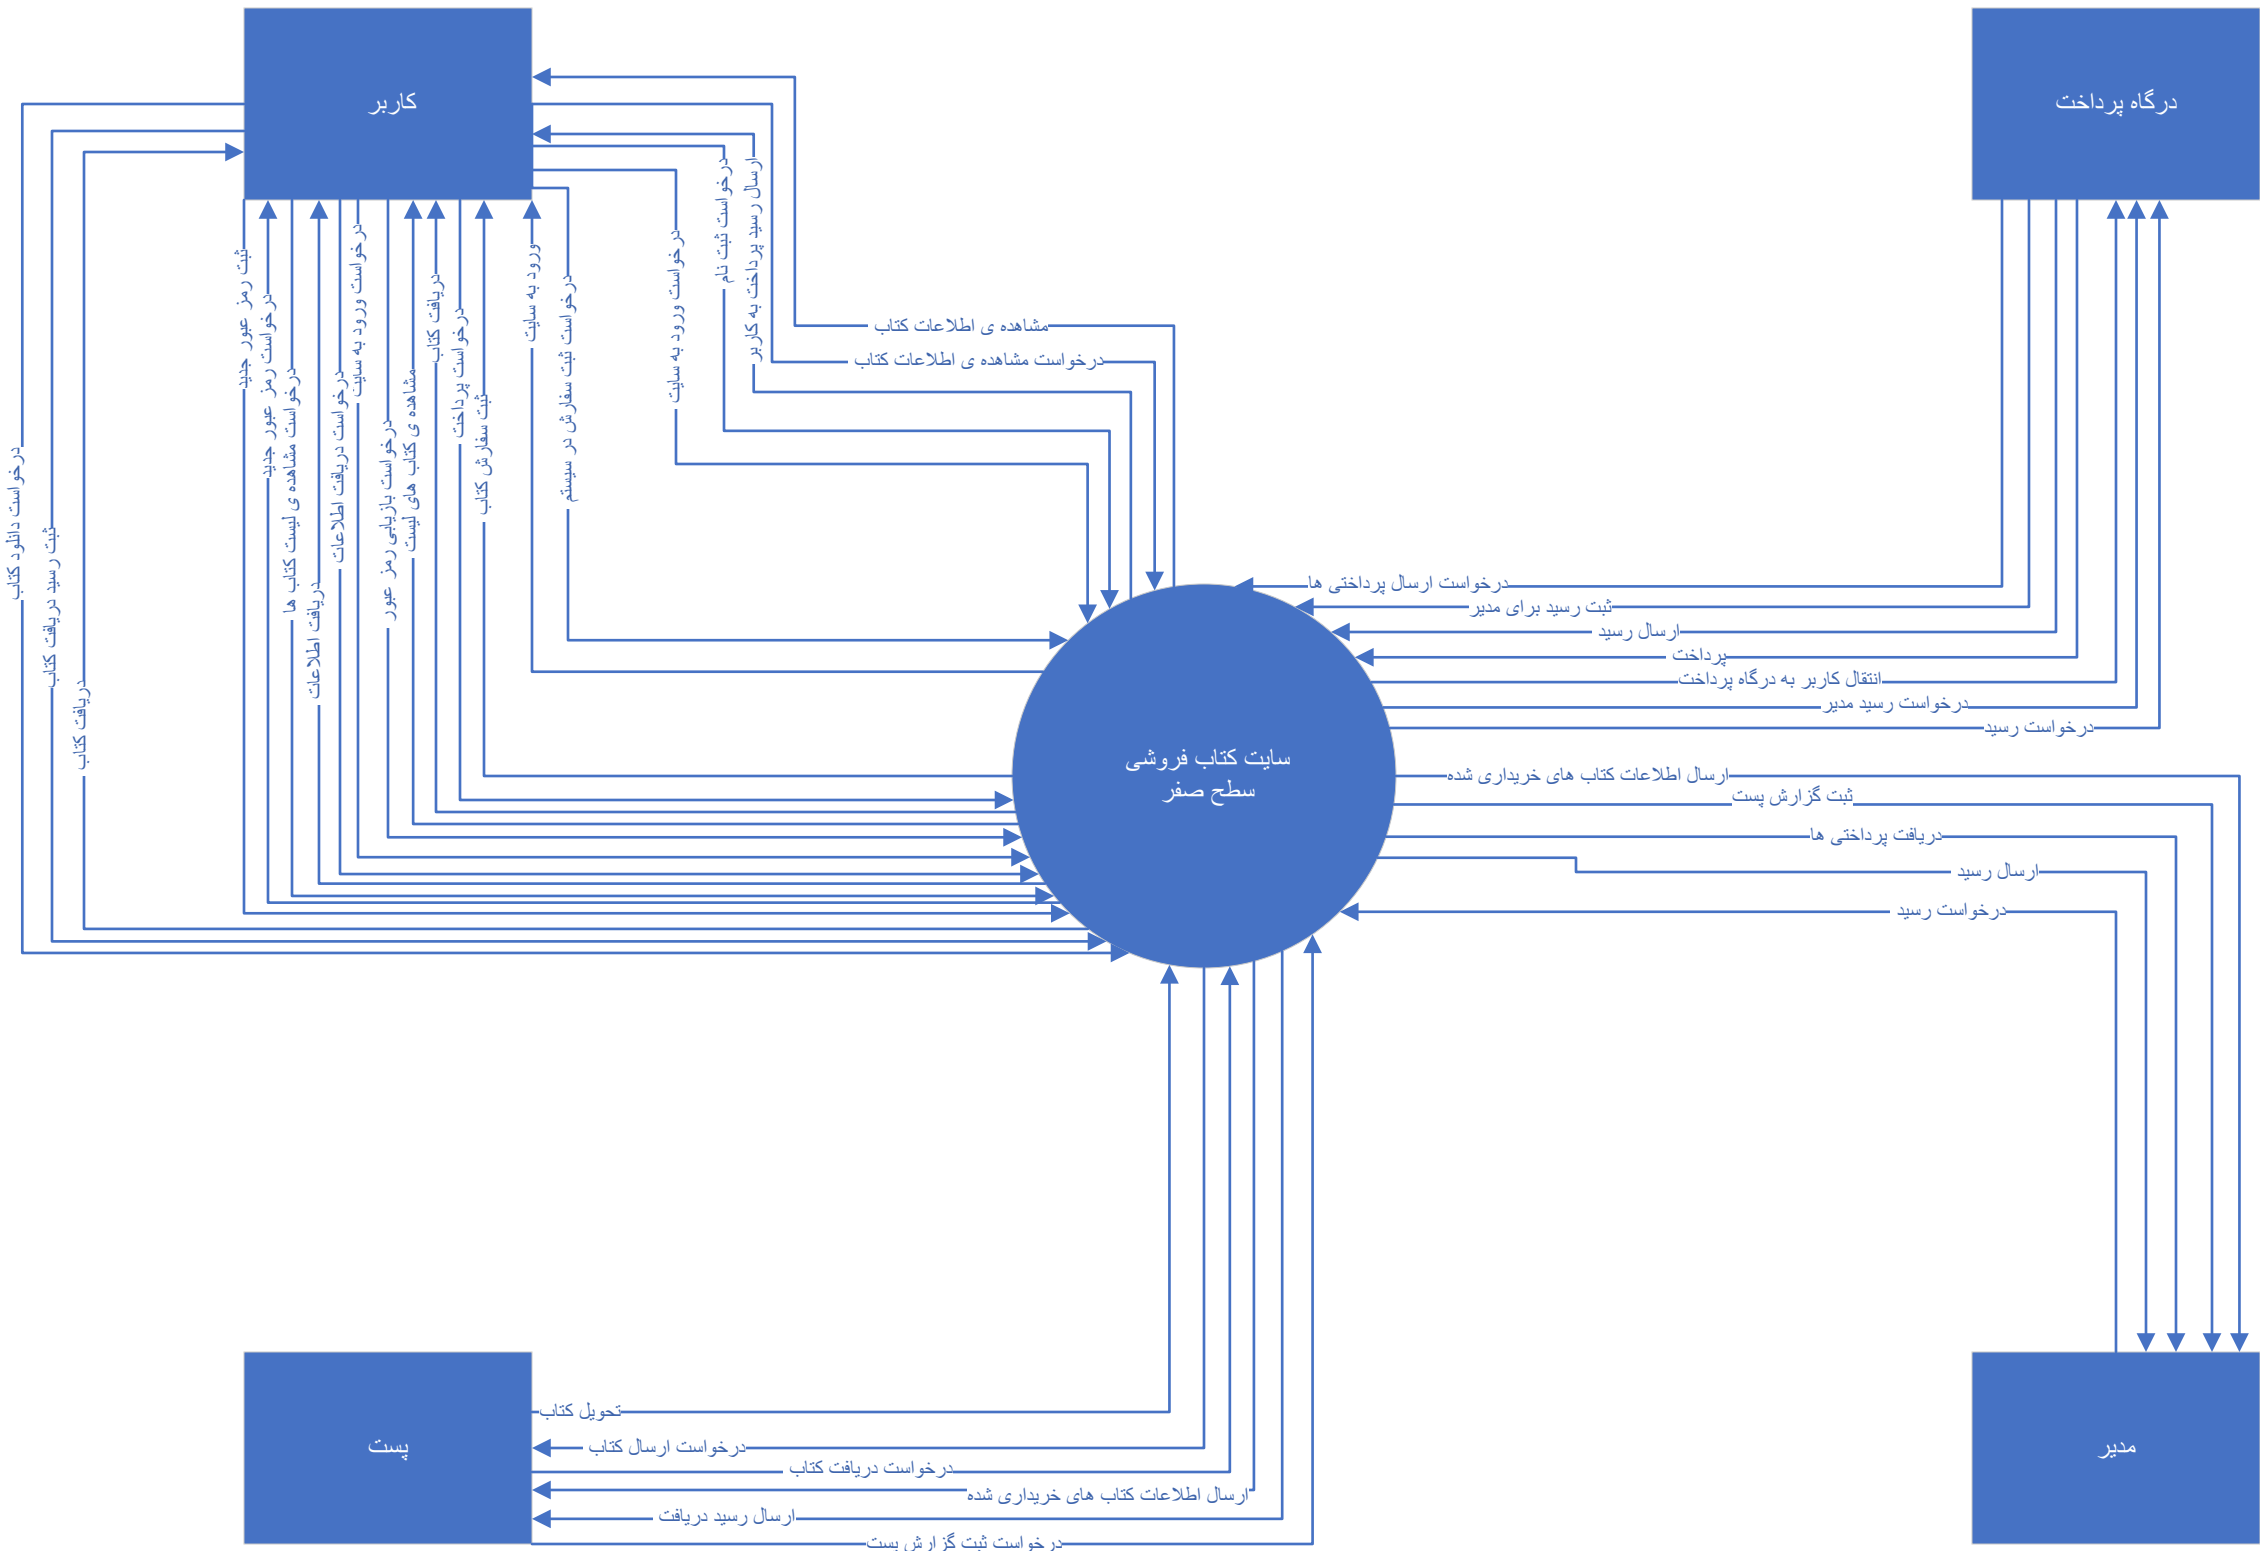 کاربر
درگاه پرداخت
درخواست دانلود کتاب
ثبت رسید دریافت کتاب
دریافت کتاب
ثبت رمز عبور جدید
درخواست رمز عبور جدید
درخواست مشاهده ی لیست کتاب ها
دریافت اطلاعات
درخواست دریافت اطلاعات
درخواست ورود به سایت
درخواست بازیابی رمز عبور
مشاهده ی کتاب های لیست
دریافت کتاب
درخواست پرداخت
ثبت سفارش کتاب
ورود به سایت
درخواست ثبت سفارش در سیستم
درخواست ورود به سایت
درخواست ثبت نام
ارسال رسید پرداخت به کاربر
مشاهده ی اطلاعات کتاب
درخواست مشاهده ی اطلاعات کتاب
درخواست ارسال پرداختی ها
ثبت رسید برای مدیر
ارسال رسید
پرداخت
انتقال کاربر به درگاه پرداخت
درخواست رسید مدیر
درخواست رسید
سایت کتاب فروشی
سطح صفر
ارسال اطلاعات کتاب های خریداری شده
ثبت گزارش پست
دریافت پرداختی ها
ارسال رسید
درخواست رسید
تحویل کتاب
درخواست ارسال کتاب
درخواست دریافت کتاب
ارسال اطلاعات کتاب های خریداری شده
ارسال رسید دریافت
درخواست ثبت گزارش پست
پست
مدیر